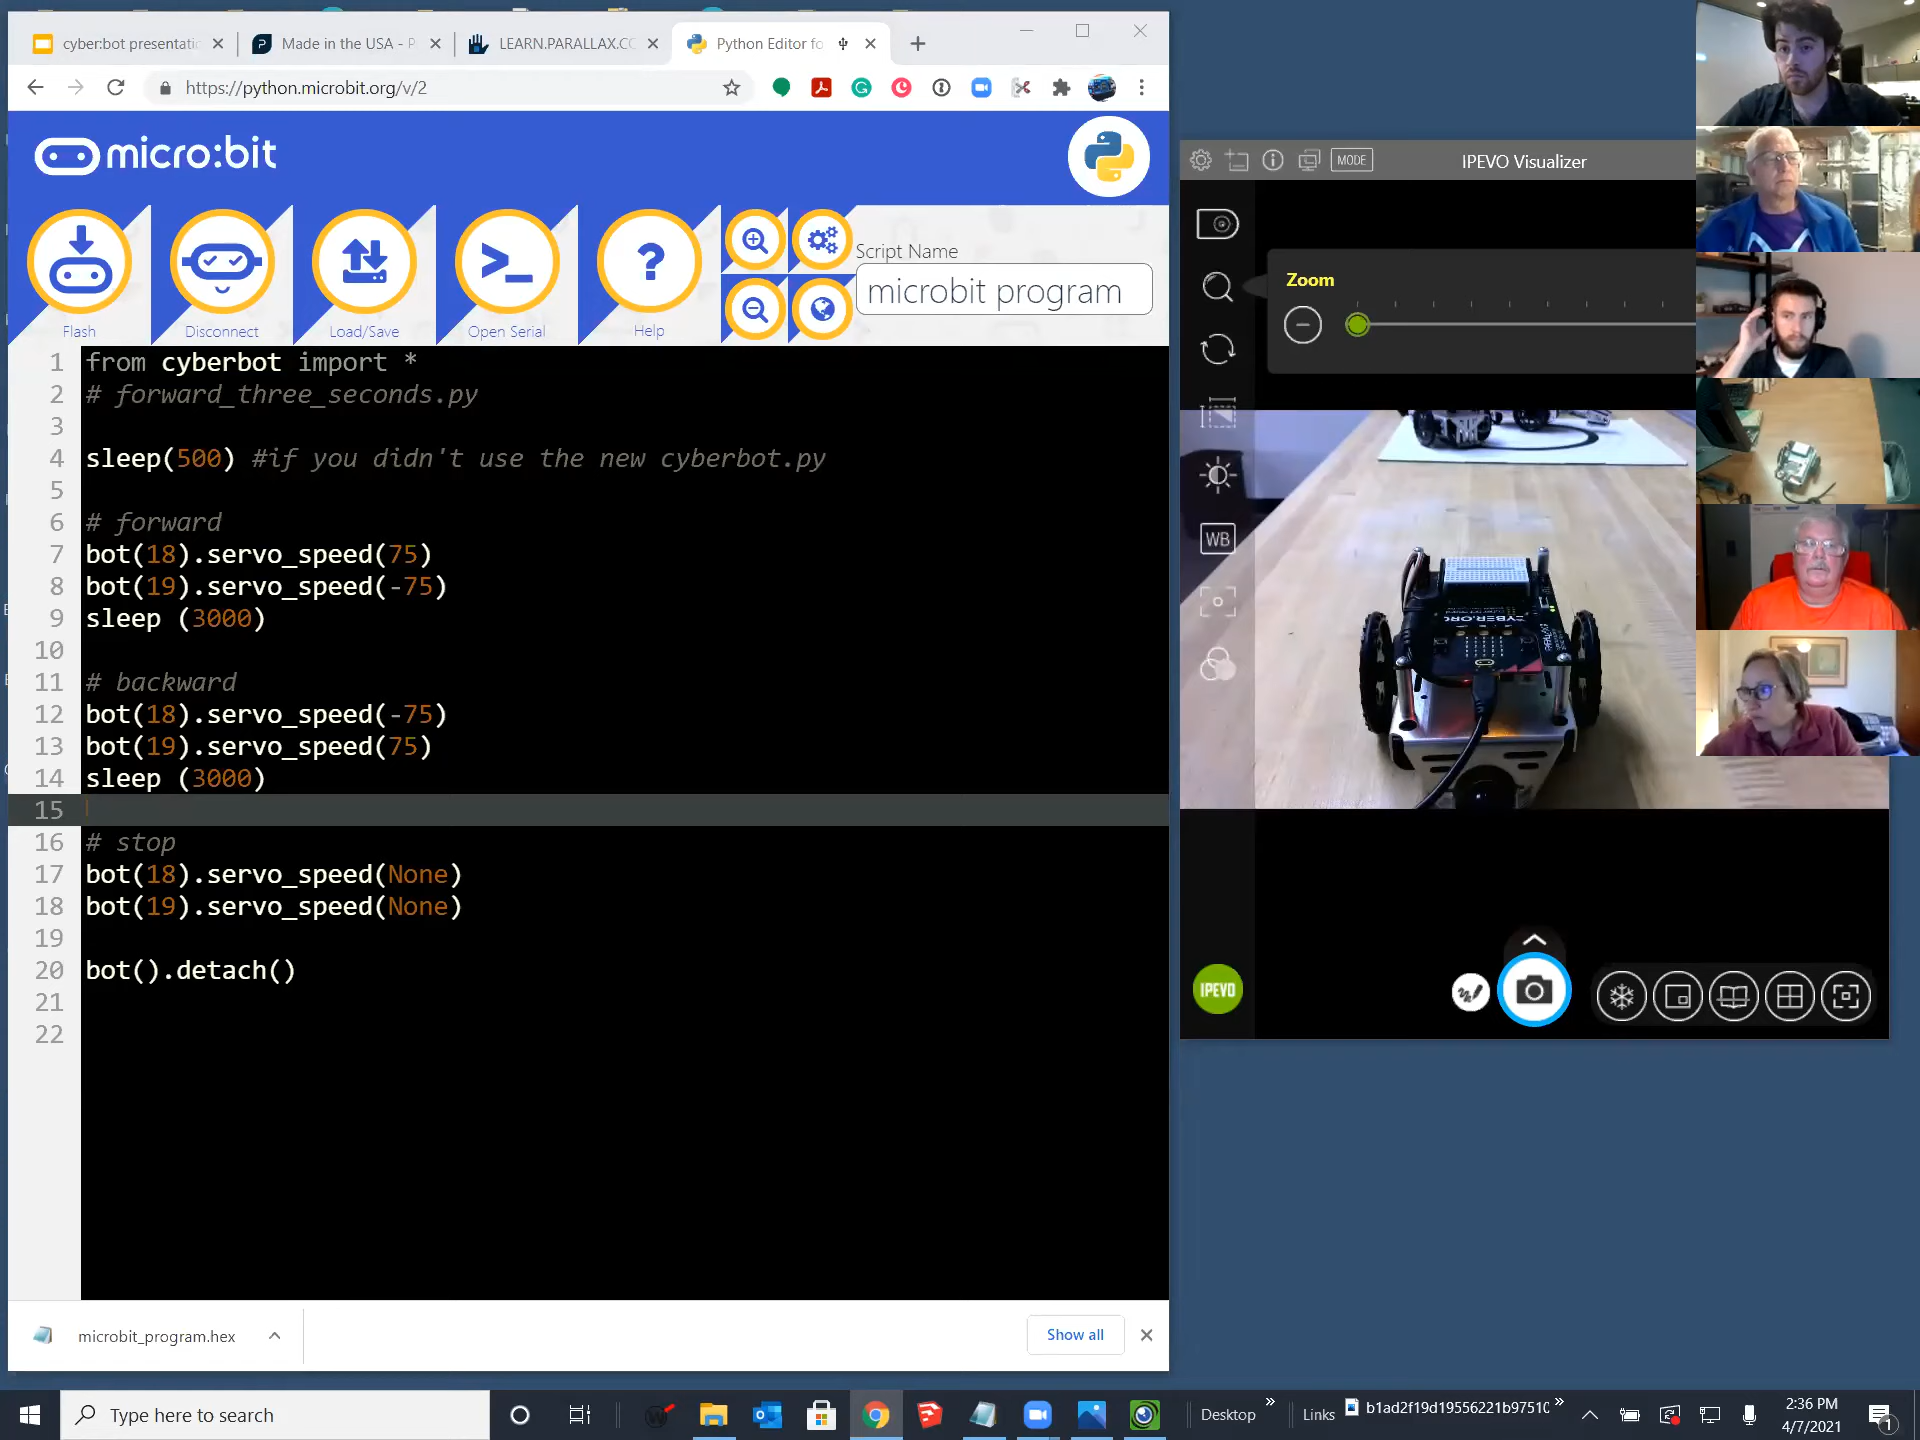 cyber:bot presentati
Made in the USA - P
LEARN.PARALLAX.CO
Python Editor fo
https://python.microbit.org/v/2
micro:bit
Flash
Disconnect
Load/Save
Open Serial
Help
Script Name
microbit program
1 from cyberbot import *
2 # forward_three_seconds.py
3
4 sleep(500) #if you didn't use the new cyberbot.py
5
6 # forward
7 bot(18).servo_speed(75)
8 bot(19).servo_speed(-75)
9 sleep (3000)
10
11 # backward
12 bot(18).servo_speed(-75)
13 bot(19).servo_speed(75)
14 sleep (3000)
15
16 # stop
17 bot(18).servo_speed(None)
18 bot(19).servo_speed(None)
19
20 bot().detach()
21
22
microbit_program.hex
Show all
MODE
IPEVO Visualizer
Zoom
WB
IPEVO
Type here to search
Desktop
Links
b1ad2f19d19556221b9751(
2:36 PM
4/7/2021
1